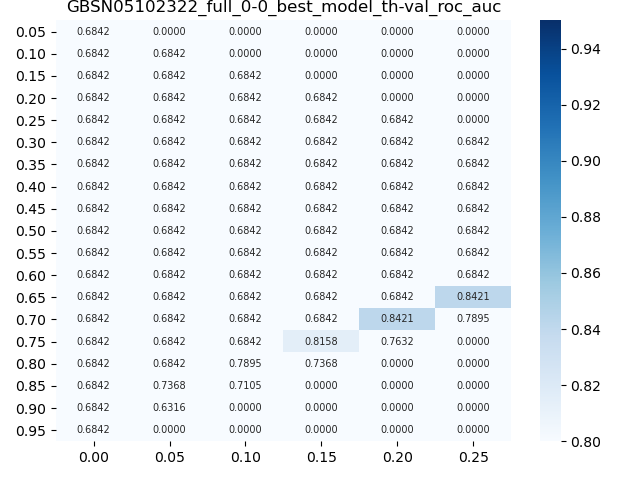 GBSN05102322_full_0-0_best_model_th-val_roc_auc
0.05 0.6842 0.0000 0.0000 0.0000 0.0000 0.0000
0.10 0.6842 0.6842 0.0000 0.0000 0.0000 0.0000
0.15 0.6842 0.6842 0.6842 0.0000 0.0000 0.0000
0.20 0.6842 0.6842 0.6842 0.6842 0.0000 0.0000
0.25 0.6842 0.6842 0.6842 0.6842 0.6842 0.0000
0.30 0.6842 0.6842 0.6842 0.6842 0.6842 0.6842
0.35 0.6842 0.6842 0.6842 0.6842 0.6842 0.6842
0.40 0.6842 0.6842 0.6842 0.6842 0.6842 0.6842
0.45 0.6842 0.6842 0.6842 0.6842 0.6842 0.6842
0.50 0.6842 0.6842 0.6842 0.6842 0.6842 0.6842
0.55 0.6842 0.6842 0.6842 0.6842 0.6842 0.6842
0.60 0.6842 0.6842 0.6842 0.6842 0.6842 0.6842
0.65 0.6842 0.6842 0.6842 0.6842 0.6842 0.8421
0.70 0.6842 0.6842 0.6842 0.6842 0.8421 0.7895
0.75 0.6842 0.6842 0.6842 0.8158 0.7632 0.0000
0.80 0.6842 0.6842 0.7895 0.7368 0.0000 0.0000
0.85 0.6842 0.7368 0.7105 0.0000 0.0000 0.0000
0.90 0.6842 0.6316 0.0000 0.0000 0.0000 0.0000
0.95 0.6842 0.0000 0.0000 0.0000 0.0000 0.0000
0.00 0.05 0.10 0.15 0.20 0.25
0.94
0.92
0.90
0.88
0.86
0.84
0.82
0.80